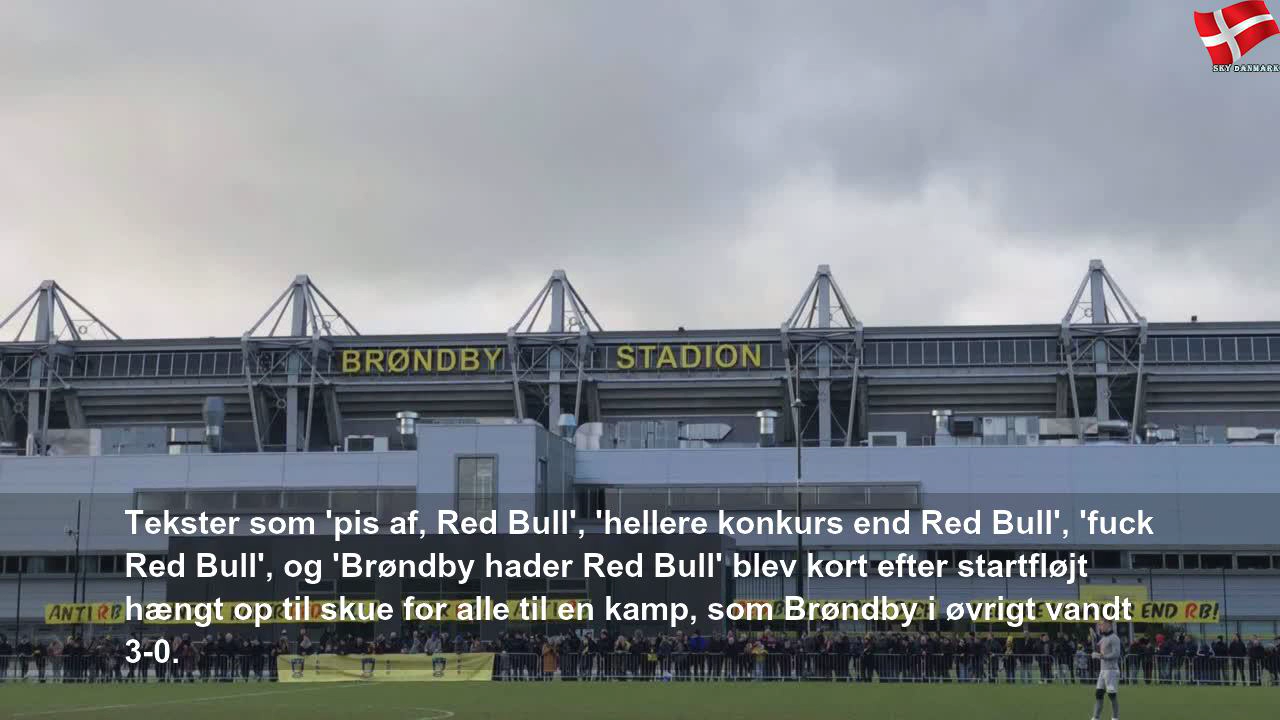 SKY DANMARK
BRØNDBY STADION
Tekster som 'pis af, Red Bull', 'hellere konkurs end Red Bull', 'fuck
Red Bull', og 'Brøndby hader Red Bull' blev kort efter startfløjt
hængt op til skue for alle til en kamp, som Brøndby i øvrigt vandt
3-0.
ANTI RB
END RB!